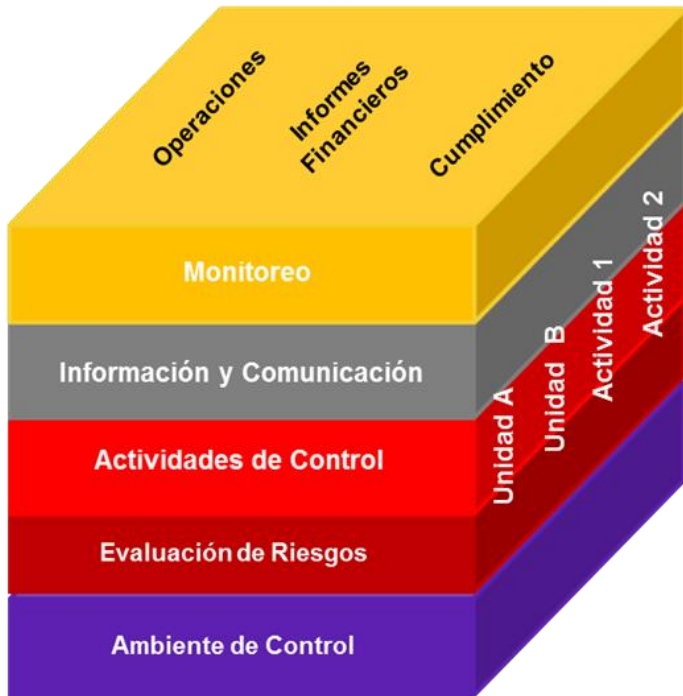 Operaciones
Informes
Financieros
Cumplimiento
Monitoreo
Información y Comunicación
Actividades de Control
Evaluación de Riesgos
Ambiente de Control
Unidad A
Unidad B
Actividad 1
Actividad 2